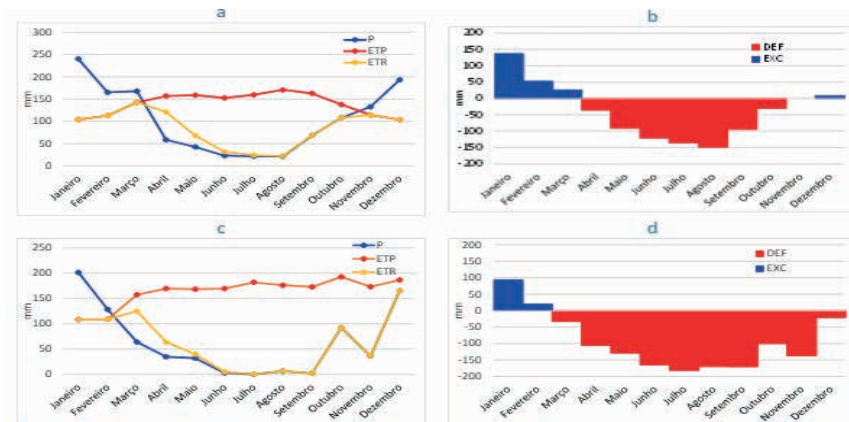 a
300
250
200
150
100
50
0
mm
P
ETP
ETR
Janeiro
Fevereiro
Março
Abril
Maio
Junho
Julho
Agosto
Setembro
Outubro
Novembro
Dezembro
b
200
150
100
50
0
-50
-100
-150
-200
mm
DEF
EXC
Janeiro
Fevereiro
Março
Abril
Maio
Junho
Julho
Agosto
Setembro
Outubro
Novembro
Dezembro
c
250
200
150
100
50
0
mm
P
ETP
ETR
Janeiro
Fevereiro
Março
Abril
Maio
Junho
Julho
Agosto
Setembro
Outubro
Novembro
Dezembro
d
200
150
100
50
0
-50
-100
-150
-200
mm
DEF
EXC
Janeiro
Fevereiro
Março
Abril
Maio
Junho
Julho
Agosto
Setembro
Outubro
Novembro
Dezembro